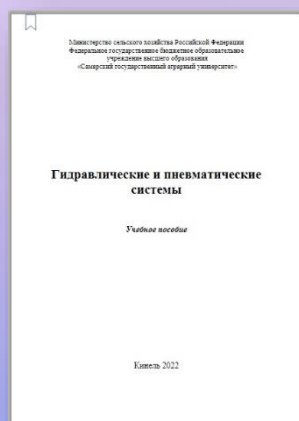 Министерство сельского хозяйства Российской Федерации
Федеральное государственное бюджетное образовательное
учреждение высшего образования
«Самарский государственный аграрный университет»
Гидравлические и пневматические
системы
Учебное пособие
Кинель 2022